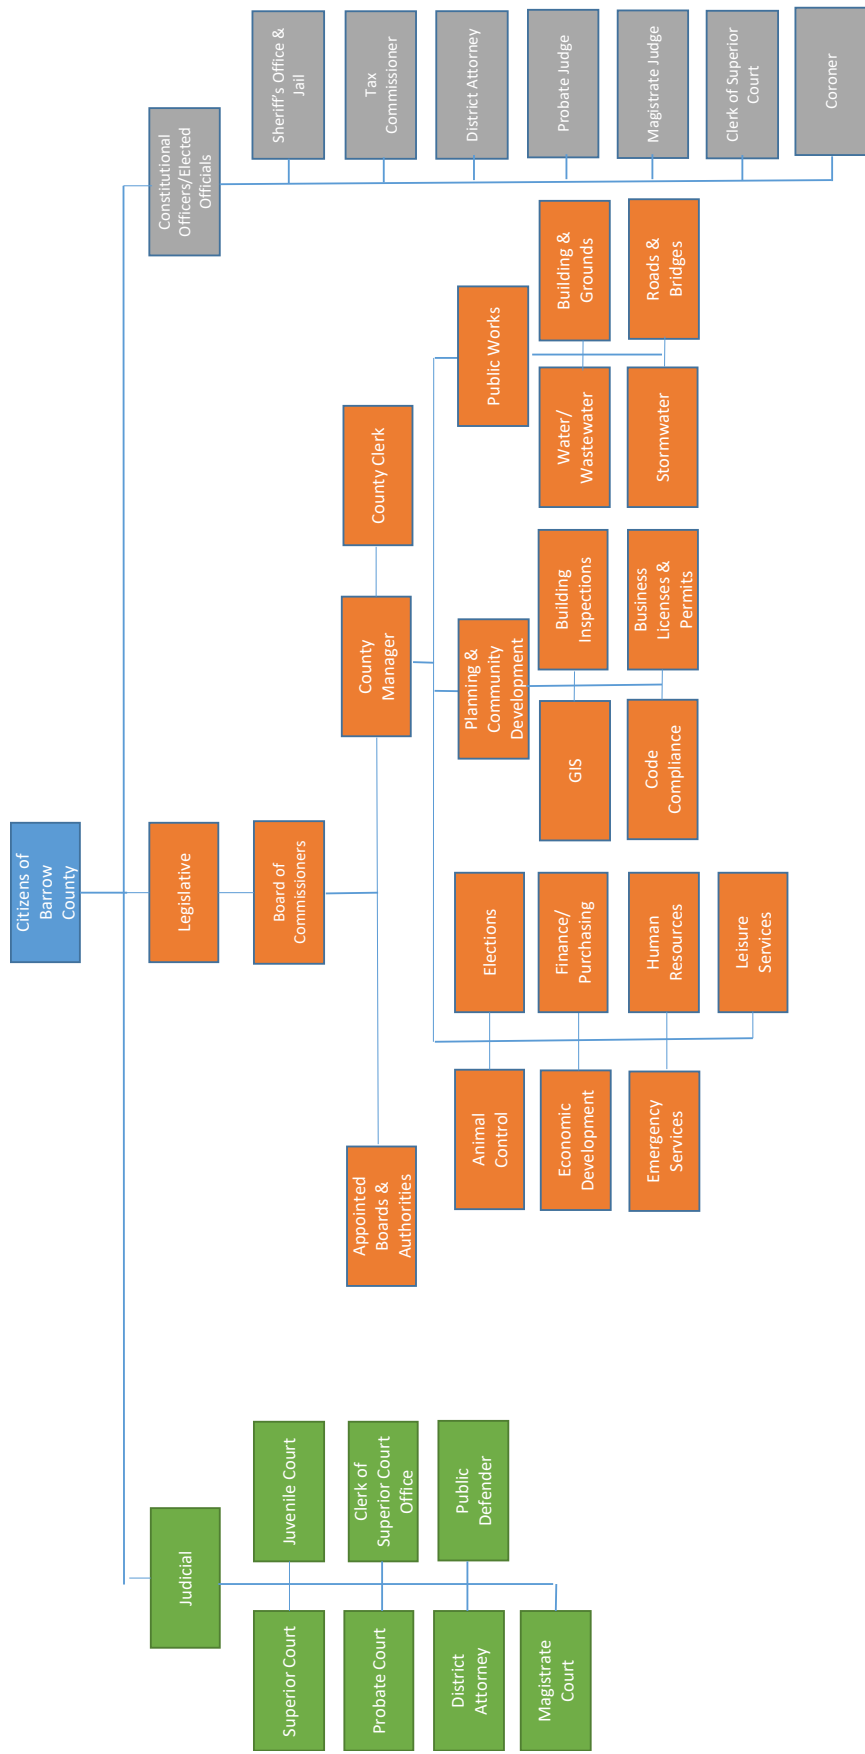 Citizens of
Barrow
County
Judicial
Legislative
Constitutional
Officers/Elected
Officials
Superior Court
Juvenile Court
Board of
Commissioners
Sheriff's Office &
Jail
Probate Court
Clerk of
Superior Court
Office
Appointed
Boards &
Authorities
County
Manager
County Clerk
Tax
Commissioner
District
Attorney
Public
Defender
Animal
Control
Elections
Planning &
Community
Development
Public Works
District Attorney
Magistrate
Court
Economic
Development
Finance/
Purchasing
GIS
Building
Inspections
Water/
Wastewater
Building &
Grounds
Probate Judge
Emergency
Services
Human
Resources
Code
Compliance
Business
Licenses &
Permits
Stormwater
Roads &
Bridges
Magistrate Judge
Leisure
Services
Clerk of Superior
Court
Coroner